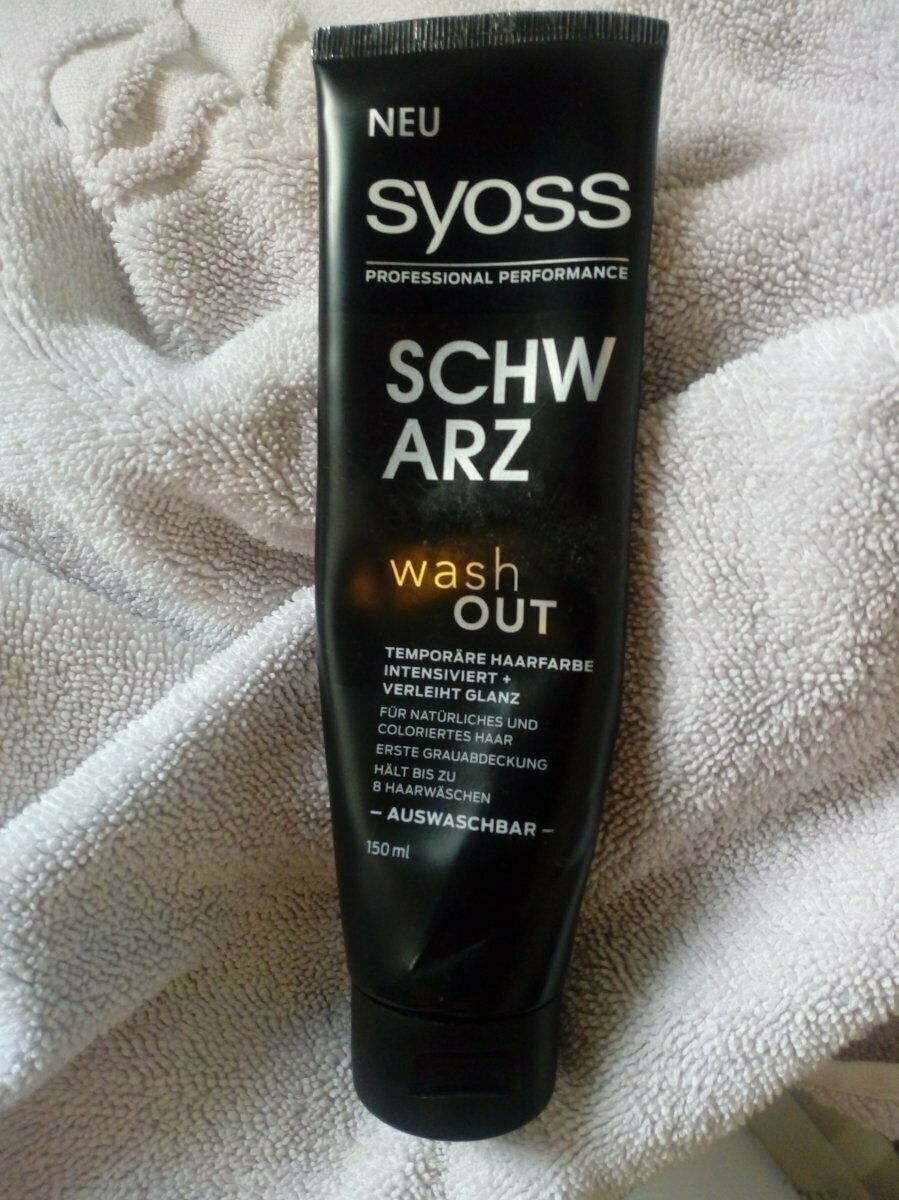 NEU
syoss
PROFESSIONAL PERFORMANCE
SCHW
ARZ
wash
OUT
TEMPORÄRE HAARFARBE
INTENSIVIERT +
VERLEIHT GLANZ
FÜR NATÜRLICHES UND
COLORIERTES HAAR
ERSTE GRAUABDECKUNG
HÄLT BIS ZU
8 HAARWÄSCHEN
– AUSWASCHBAR –
150 ml